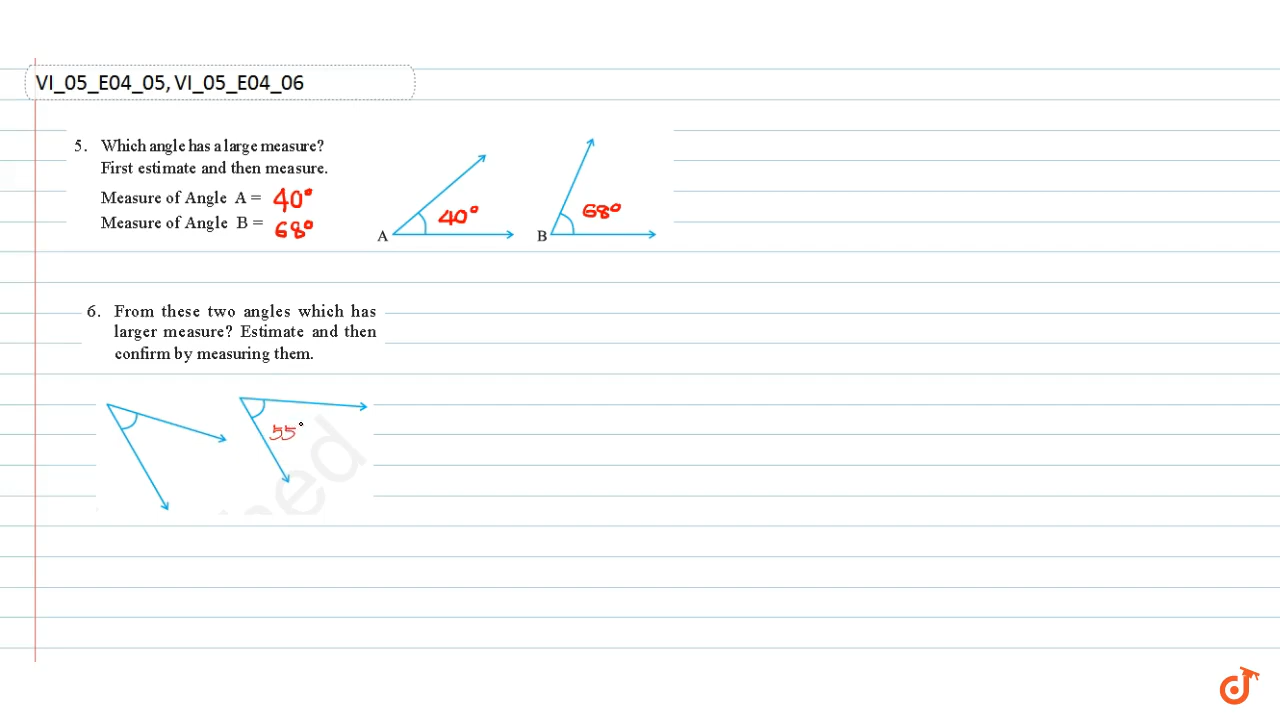 VI_05_E04_05, VI_05_E04_06
5. Which angle has a large measure?
First estimate and then measure.
Measure of Angle A = 40°
Measure of Angle B = 68°
A 40°
B 68°
6. From these two angles which has
larger measure? Estimate and then
confirm by measuring them.
55°